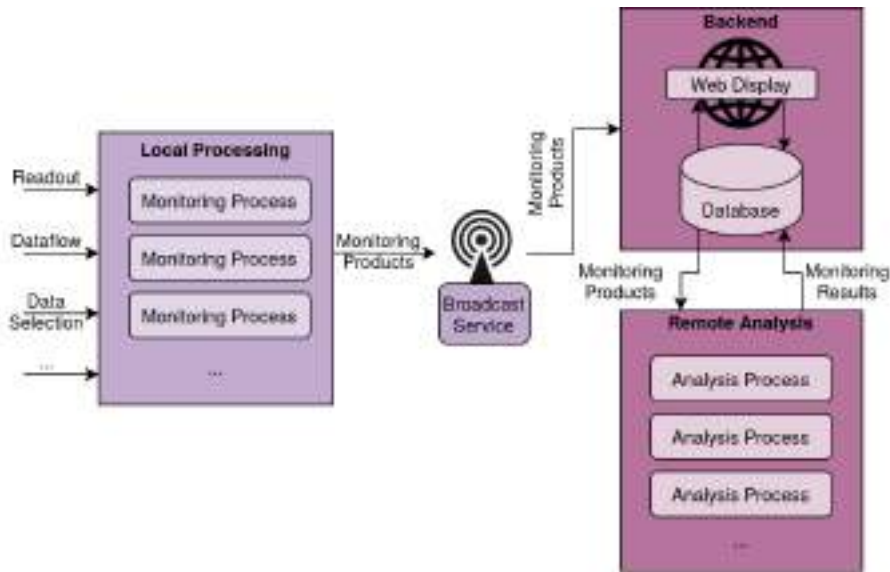 Readout
Dataflow
Data
Selection
...
Local Processing
Monitoring Process
Monitoring Process
Monitoring Process
...
Monitoring
Products
Broadcast
Service
Monitoring
Products
Backend
Web Display
Database
Monitoring
Products
Monitoring
Results
Remote Analysis
Analysis Process
Analysis Process
Analysis Process
...